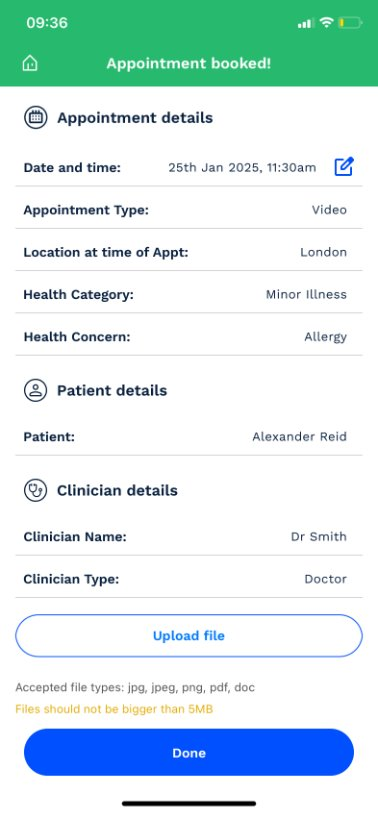 09:36
Appointment booked!
Appointment details
Date and time: 25th Jan 2025, 11:30am
Appointment Type: Video
Location at time of Appt: London
Health Category: Minor Illness
Health Concern: Allergy
Patient details
Patient: Alexander Reid
Clinician details
Clinician Name: Dr Smith
Clinician Type: Doctor
Upload file
Accepted file types: jpg, jpeg, png, pdf, doc
Files should not be bigger than 5MB
Done